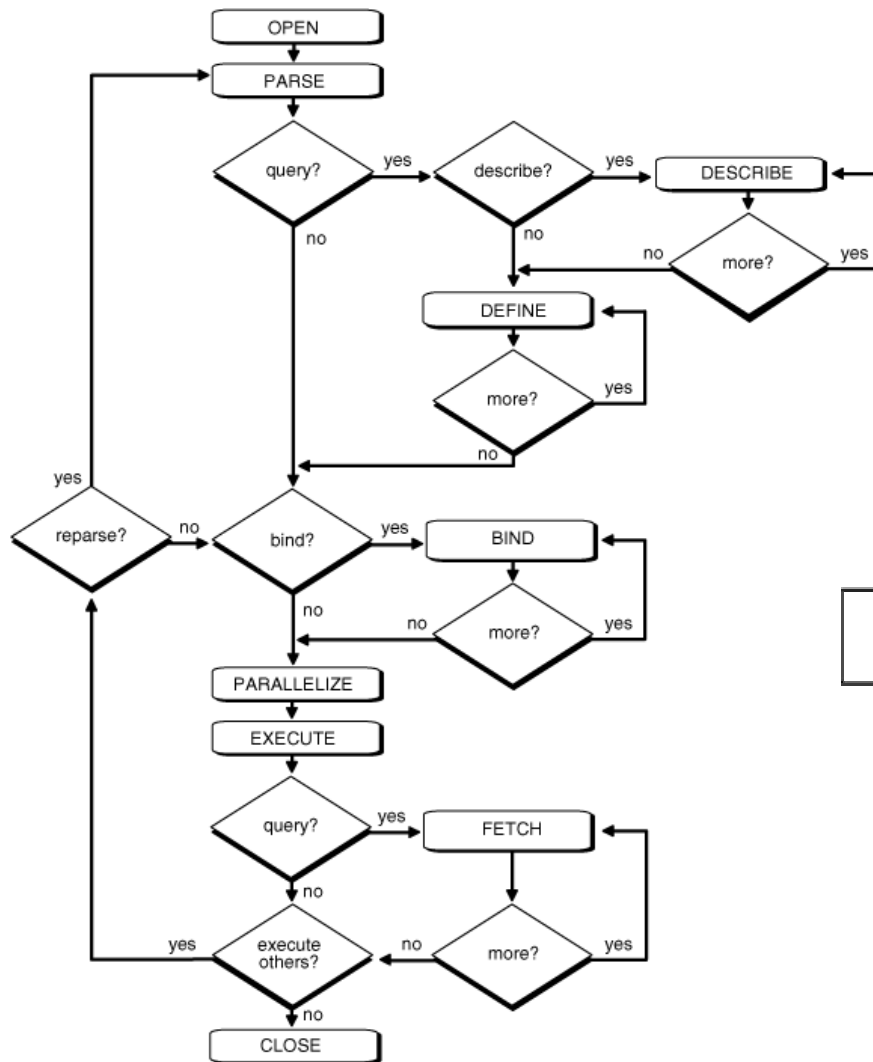 OPEN
PARSE
query?
yes
describe?
yes
DESCRIBE
no
no
no
more?
yes
DEFINE
more?
yes
no
yes
reparse?
no
bind?
yes
BIND
no
no
more?
yes
PARALLELIZE
EXECUTE
query?
yes
FETCH
no
yes
execute
others?
no
more?
yes
no
CLOSE